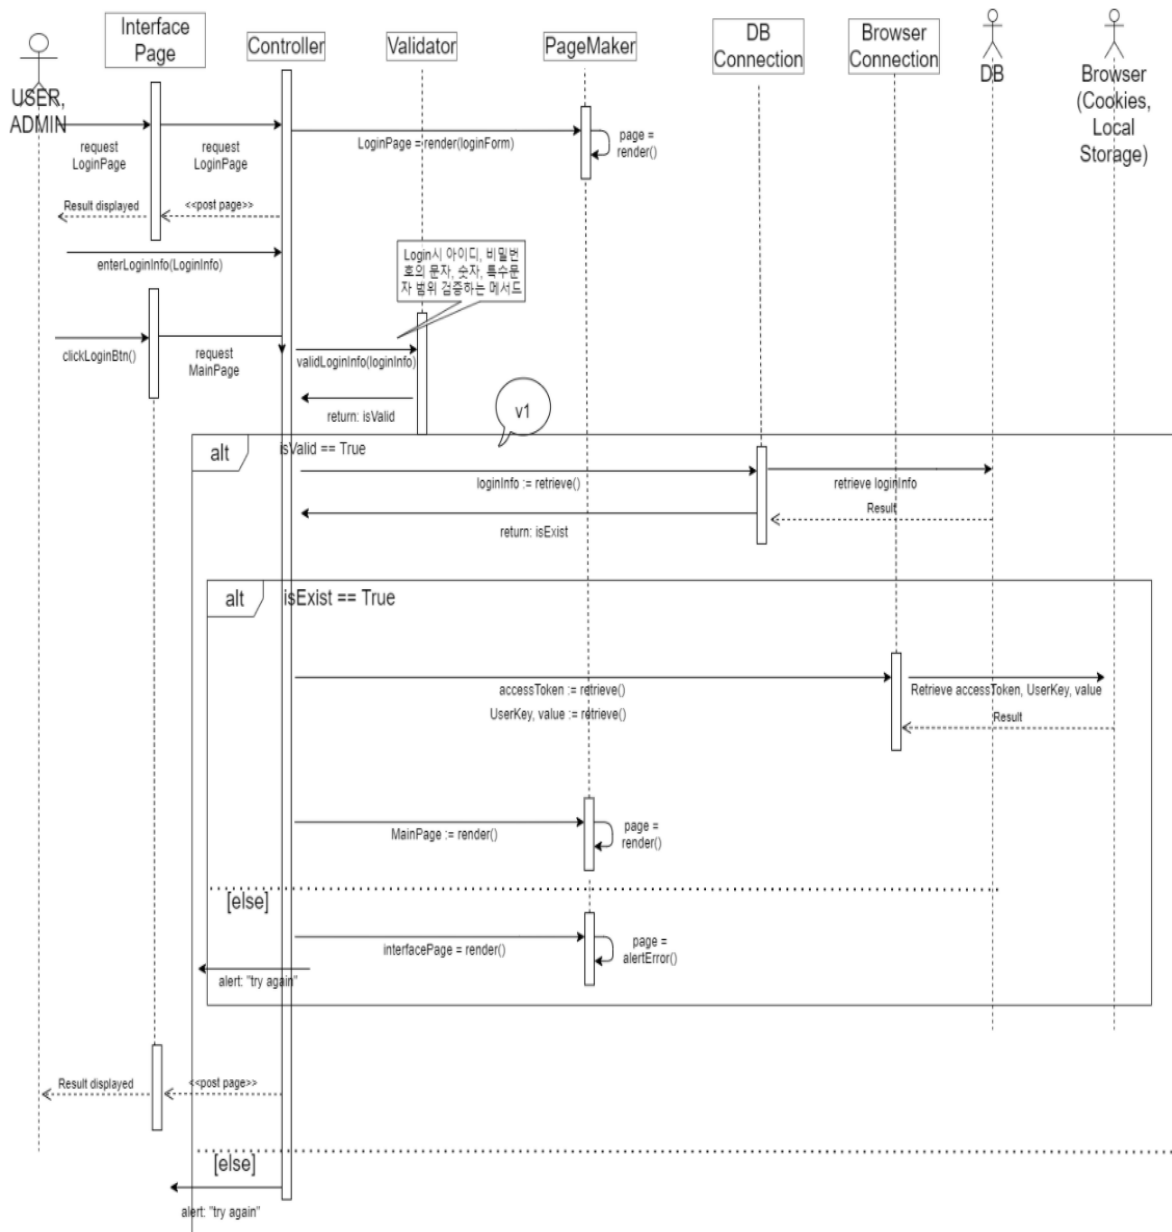 Interface
Page
Controller
Validator
PageMaker
DB
Connection
Browser
Connection
DB
Browser
(Cookies,
Local
Storage)
USER,
ADMIN
request
LoginPage
request
LoginPage
LoginPage = render(loginForm)
page =
render()
Result displayed
<<post page>>
enterLoginInfo(LoginInfo)
Login시 아이디, 비밀번
호의 문자, 숫자, 특수문
자 범위 검증하는 메서드
clickLoginBtn()
request
MainPage
validLoginInfo(loginInfo)
return: isValid
v1
alt
isValid == True
loginInfo := retrieve()
retrieve loginInfo
Result
return: isExist
alt
isExist == True
accessToken := retrieve()
UserKey, value := retrieve()
Retrieve accessToken, UserKey, value
Result
MainPage := render()
page =
render()
[else]
interfacePage = render()
page =
alertError()
alert: "try again"
Result displayed
<<post page>>
[else]
alert: "try again"